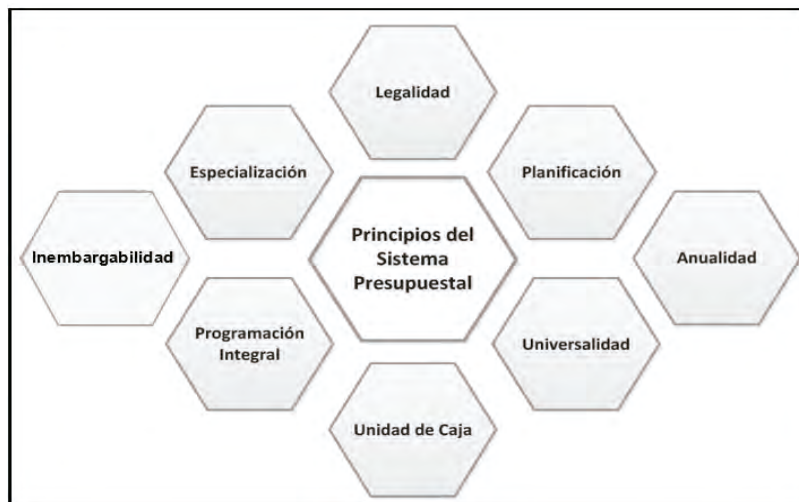 Legalidad
Especialización
Planificación
Inembargabilidad
Principios del
Sistema
Presupuestal
Anualidad
Programación
Integral
Universalidad
Unidad de Caja